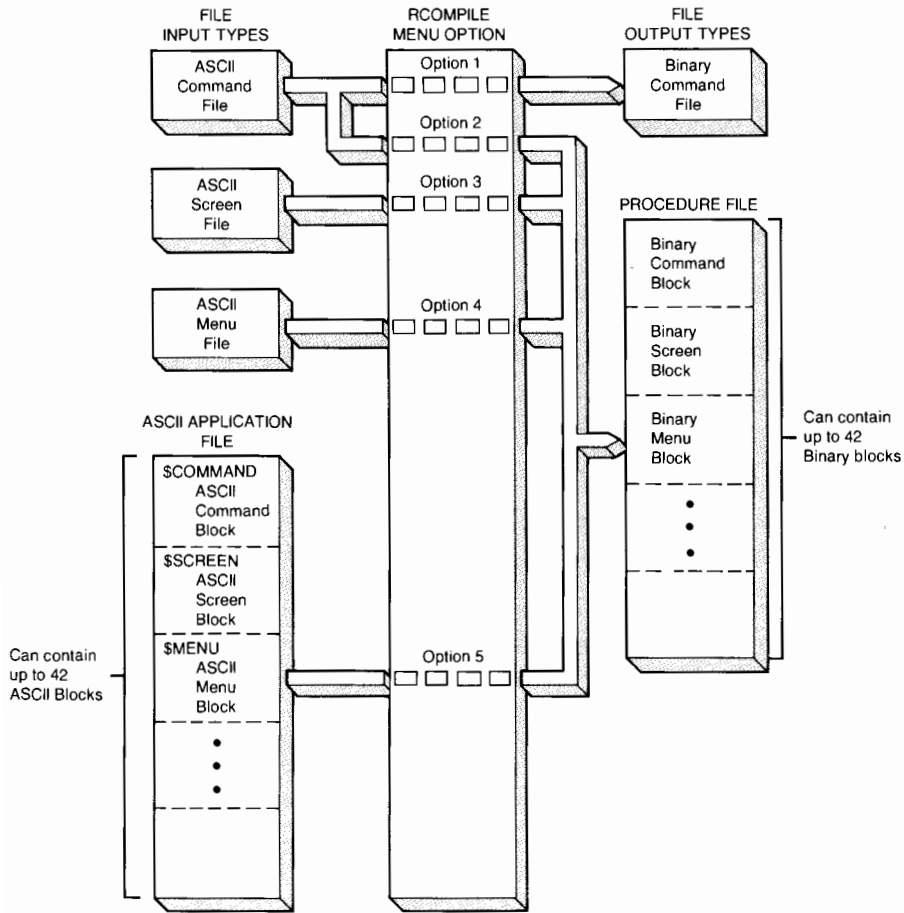 FILE
INPUT TYPES
RCOMPILE
MENU OPTION
FILE
OUTPUT TYPES
ASCII
Command
File
Option 1
Binary
Command
File
Option 2
ASCII
Screen
File
Option 3
PROCEDURE FILE
Binary
Command
Block
ASCII
Menu
File
Option 4
Binary
Screen
Block
Binary
Menu
Block
Can contain
up to 42
Binary blocks
ASCII APPLICATION
FILE
$COMMAND
ASCII
Command
Block
$SCREEN
ASCII
Screen
Block
$MENU
ASCII
Menu
Block
Can contain
up to 42
ASCII Blocks
Option 5